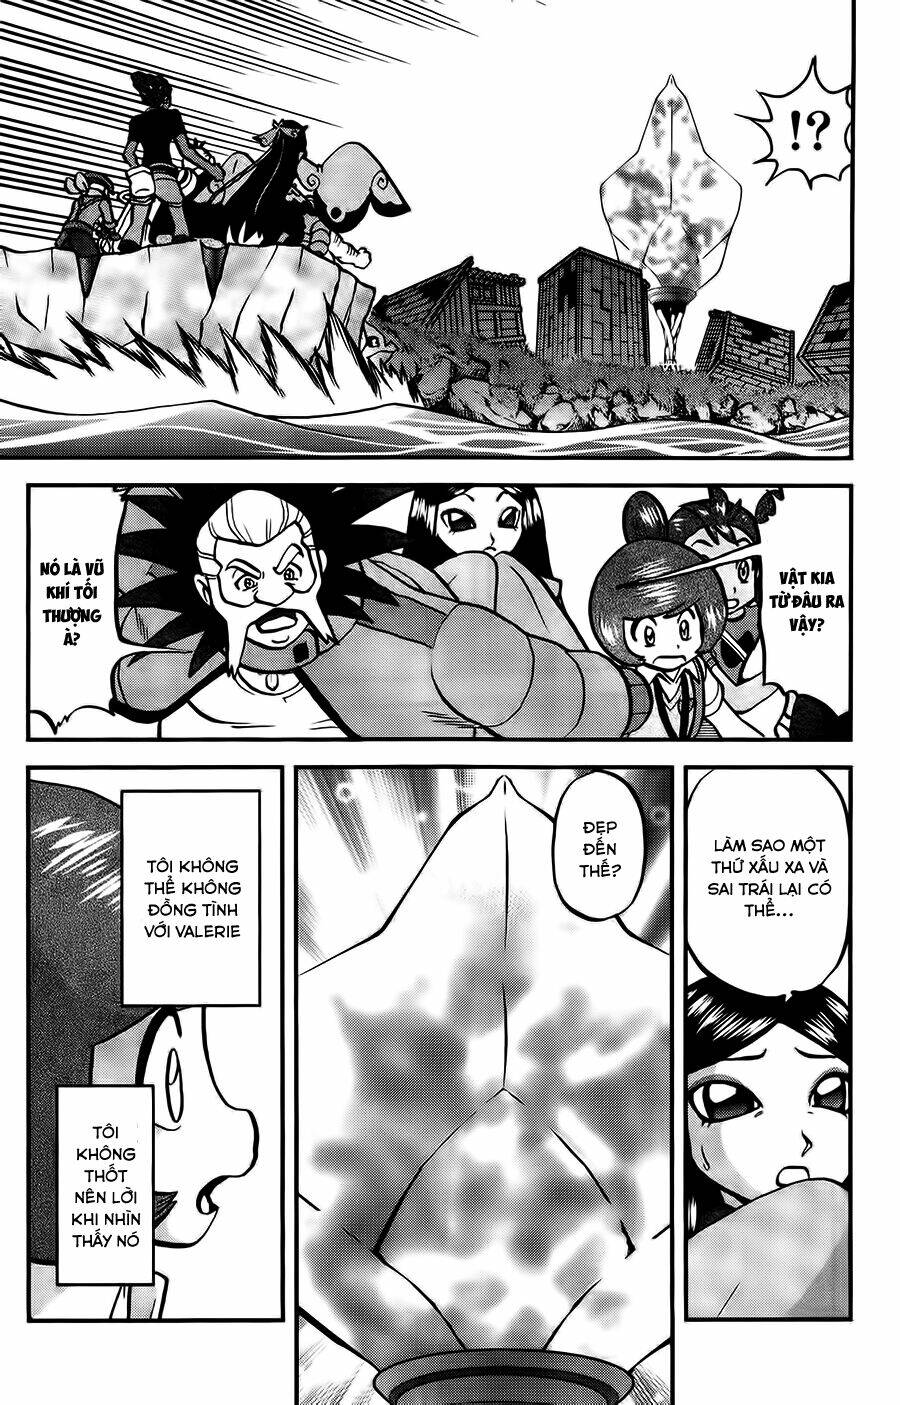 !?
VẬT KIA
TỪ ĐÂU RA
VẬY?
NÓ LÀ VŨ
KHÍ TỐI
THƯỢNG
À?
LÀM SAO MỘT
THỨ XẤU XA VÀ
SAI TRÁI LẠI CÓ
THỂ...
ĐẸP
ĐẾN
THẾ?
TÔI KHÔNG
THỂ KHÔNG
ĐỒNG TÌNH
VỚI VALERIE
TÔI
KHÔNG
THỐT
NÊN LỜI
KHI NHÌN
THẤY NÓ